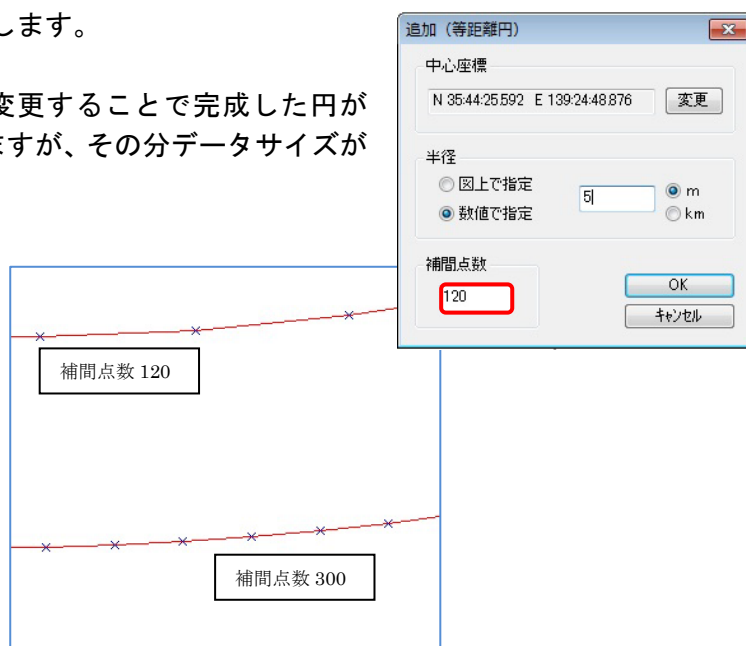 します。
変更することで完成した円が
ますが、その分データサイズが
追加（等距離円）
中心座標
N 35:44:25.592 E 139:24:48.876
変更
半径
図上で指定
数値で指定
5
m
km
補間点数
120
OK
キャンセル
補間点数 120
補間点数 300